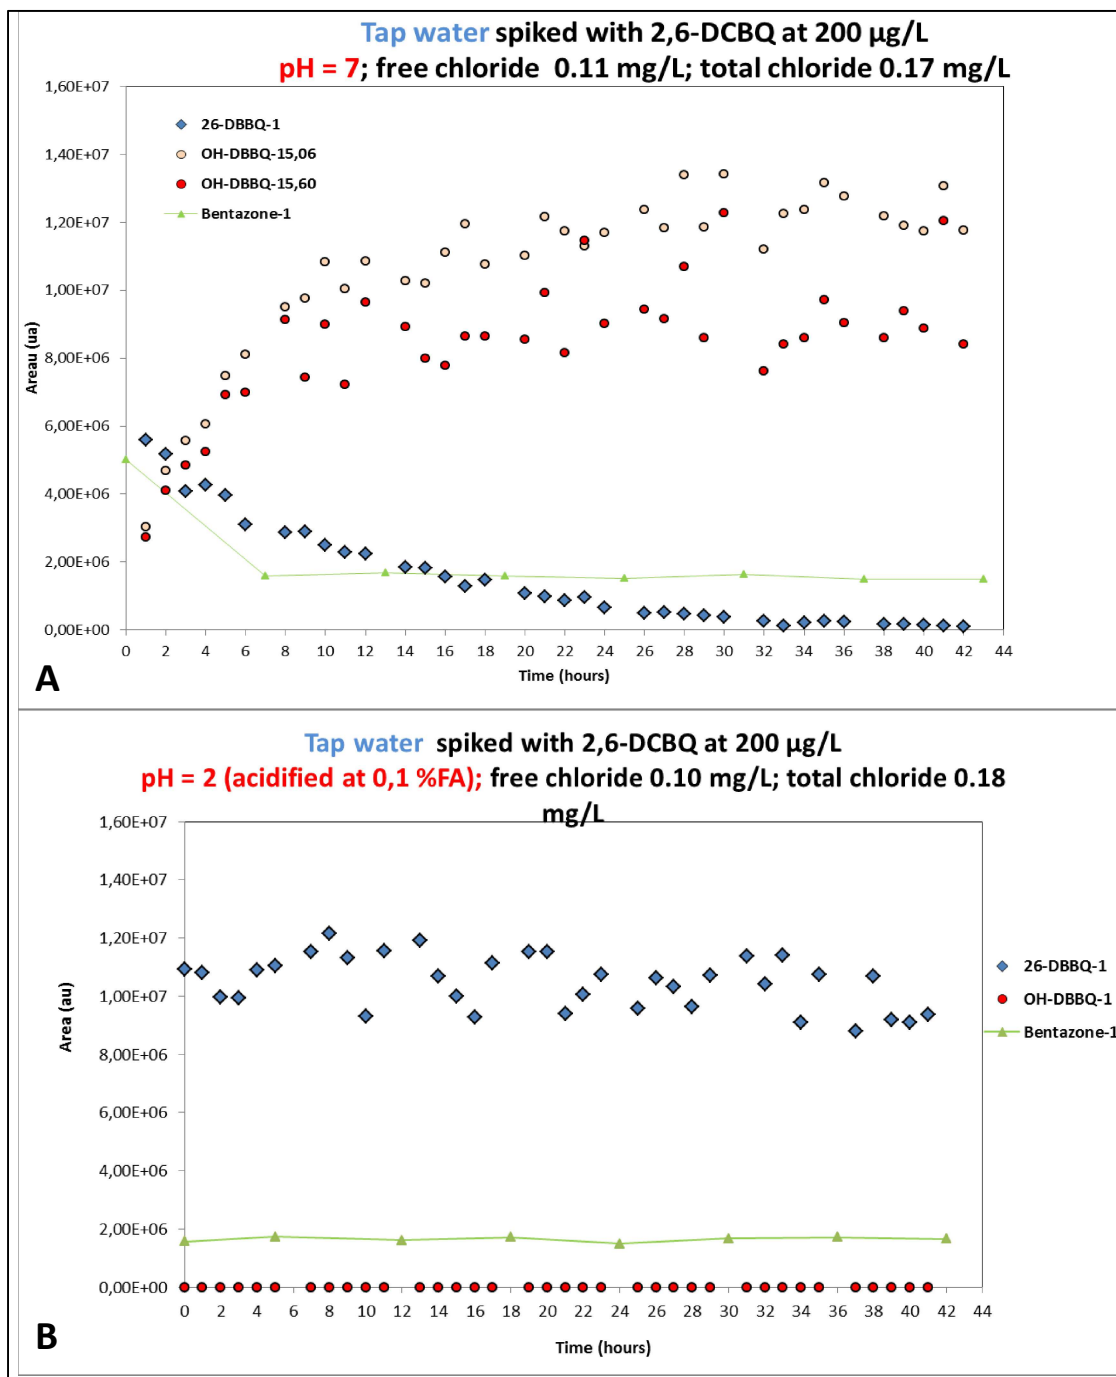 Tap water spiked with 2,6-DCBQ at 200 µg/L
pH = 7; free chloride 0.11 mg/L; total chloride 0.17 mg/L
1,60E+07
1,40E+07
1,20E+07
1,00E+07
8,00E+06
6,00E+06
4,00E+06
2,00E+06
0,00E+00
Areau (ua)
26-DBBQ-1
OH-DBBQ-15,06
OH-DBBQ-15,60
Bentazone-1
0 2 4 6 8 10 12 14 16 18 20 22 24 26 28 30 32 34 36 38 40 42 44
Time (hours)
A
Tap water spiked with 2,6-DCBQ at 200 µg/L
pH = 2 (acidified at 0,1 %FA); free chloride 0.10 mg/L; total chloride 0.18
mg/L
1,60E+07
1,40E+07
1,20E+07
1,00E+07
8,00E+06
6,00E+06
4,00E+06
2,00E+06
0,00E+00
Area (au)
26-DBBQ-1
OH-DBBQ-1
Bentazone-1
0 2 4 6 8 10 12 14 16 18 20 22 24 26 28 30 32 34 36 38 40 42 44
Time (hours)
B